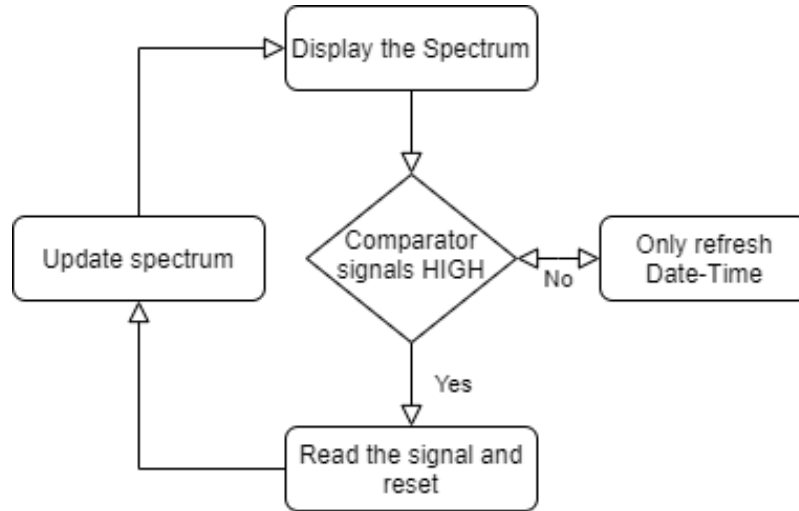 Display the Spectrum
Comparator
signals HIGH
No
Only refresh
Date-Time
Update spectrum
Yes
Read the signal and
reset